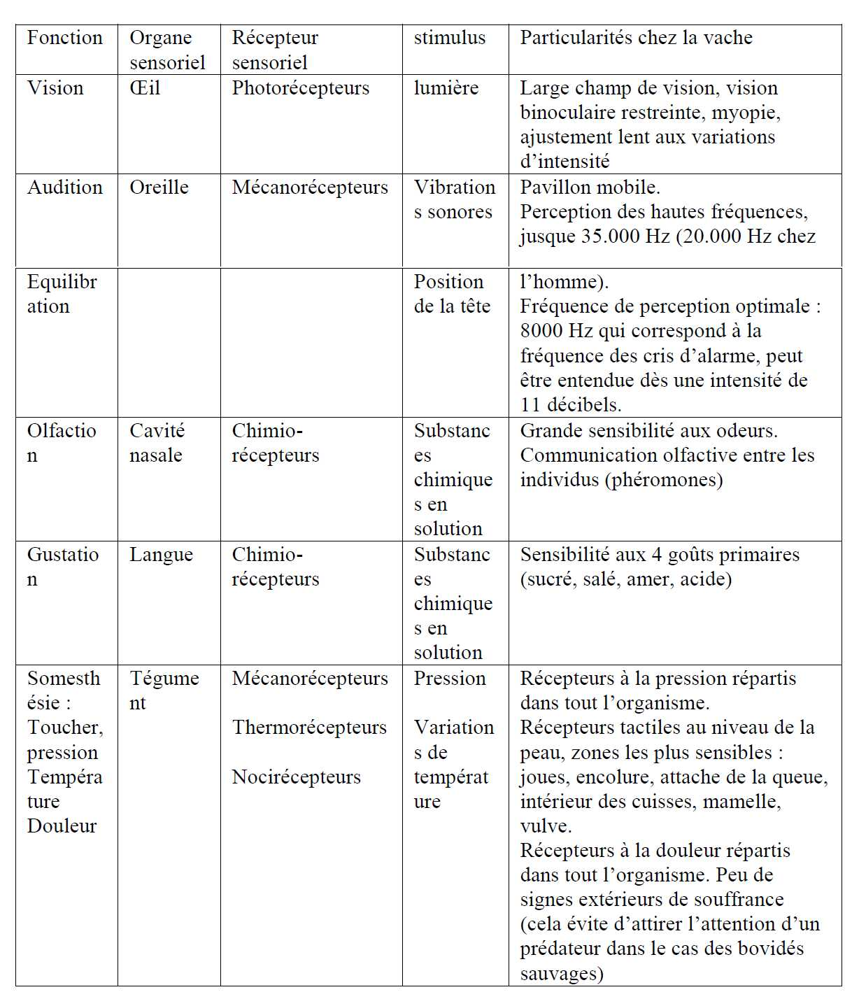 Fonction
Organe
sensoriel
Récepteur
sensoriel
stimulus
Particularités chez la vache
Vision
Œil
Photorécepteurs
lumière
Large champ de vision, vision
binoculaire restreinte, myopie,
ajustement lent aux variations
d’intensité
Audition
Oreille
Mécanorécepteurs
Vibration
s sonores
Pavillon mobile.
Perception des hautes fréquences,
jusque 35.000 Hz (20.000 Hz chez
Equilibr
ation
Position
de la tête
l’homme).
Fréquence de perception optimale :
8000 Hz qui correspond à la
fréquence des cris d’alarme, peut
être entendue dès une intensité de
11 décibels.
Olfactio
n
Cavité
nasale
Chimio-
récepteurs
Substanc
es
chimique
s en
solution
Grande sensibilité aux odeurs.
Communication olfactive entre les
individus (phéromones)
Gustatio
n
Langue
Chimio-
récepteurs
Substanc
es
chimique
s en
solution
Sensibilité aux 4 goûts primaires
(sucré, salé, amer, acide)
Somesth
ésie :
Toucher,
pression
Températ
ture
Douleur
Tégume
nt
Mécanorécepteurs
Thermorécepteurs
Nocirécepteurs
Pression
Variation
s de
températ
ure
Récepteurs à la pression répartis
dans tout l’organisme.
Récepteurs tactiles au niveau de la
peau, zones les plus sensibles :
joues, encolure, attache de la queue,
intérieur des cuisses, mamelle,
vulve.
Récepteurs à la douleur répartis
dans tout l’organisme. Peu de
signes extérieurs de souffrance
(cela évite d’attirer l’attention d’un
prédateur dans le cas des bovidés
sauvages)